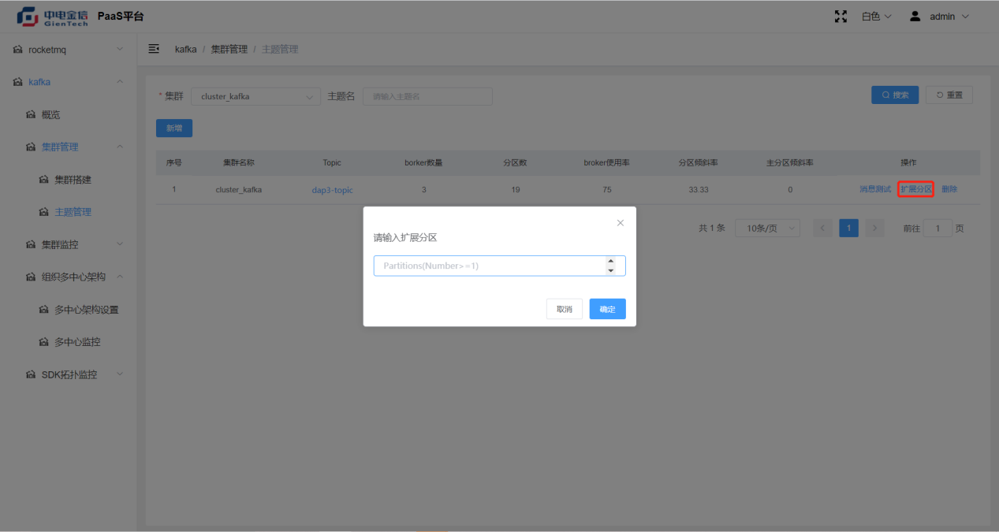 中电金信 GienTech PaaS平台
白色 admin
rocketmq
kafka
概览
集群管理
集群搭建
主题管理
集群监控
组织多中心架构
多中心架构设置
多中心监控
SDK拓扑监控
kafka / 集群管理 / 主题管理
* 集群 cluster_kafka 主题名 请输入主题名 搜索 重置
新增
序号 集群名称 Topic borker数量 分区数 broker使用率 分区倾斜率 主分区倾斜率 操作
1 cluster_kafka dap3-topic 3 19 75 33.33 0 消息测试 扩展分区 删除
共 1 条 10条/页 1 前往 1 页
请输入扩展分区
Partitions(Number>=1)
取消 确定